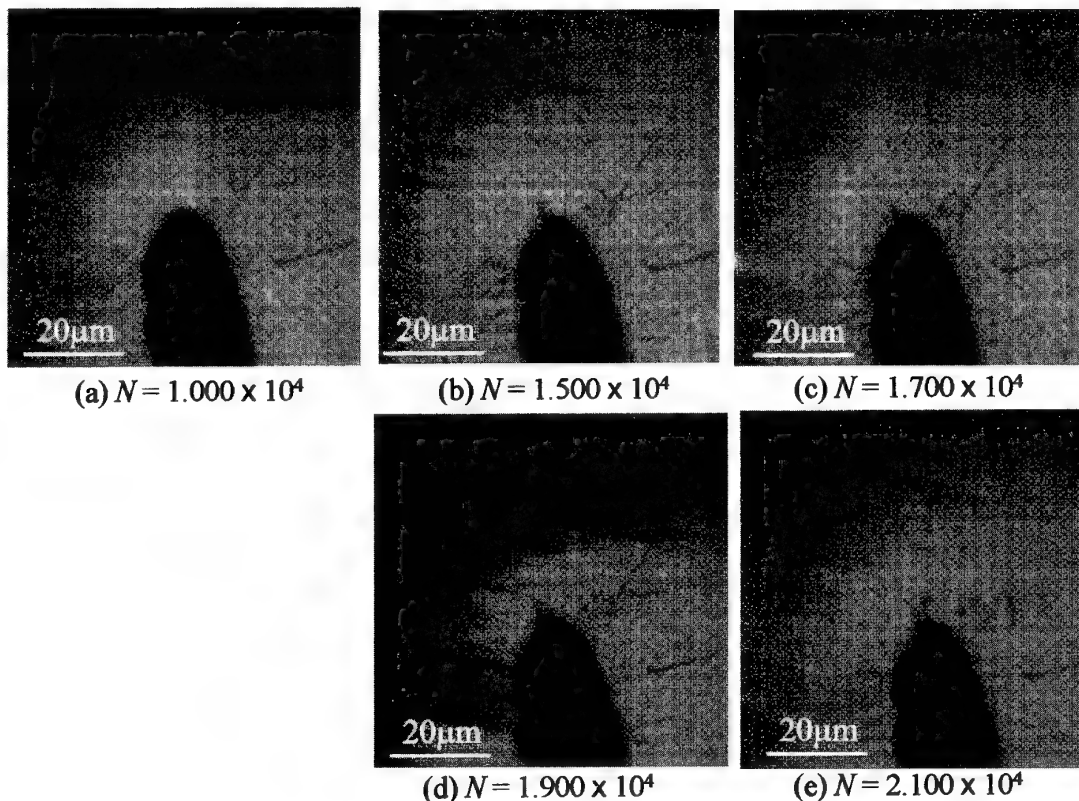 20μm
20μm
20μm
(a) N = 1.000 x 10⁴
(b) N = 1.500 x 10⁴
(c) N = 1.700 x 10⁴
20μm
20μm
(d) N = 1.900 x 10⁴
(e) N = 2.100 x 10⁴